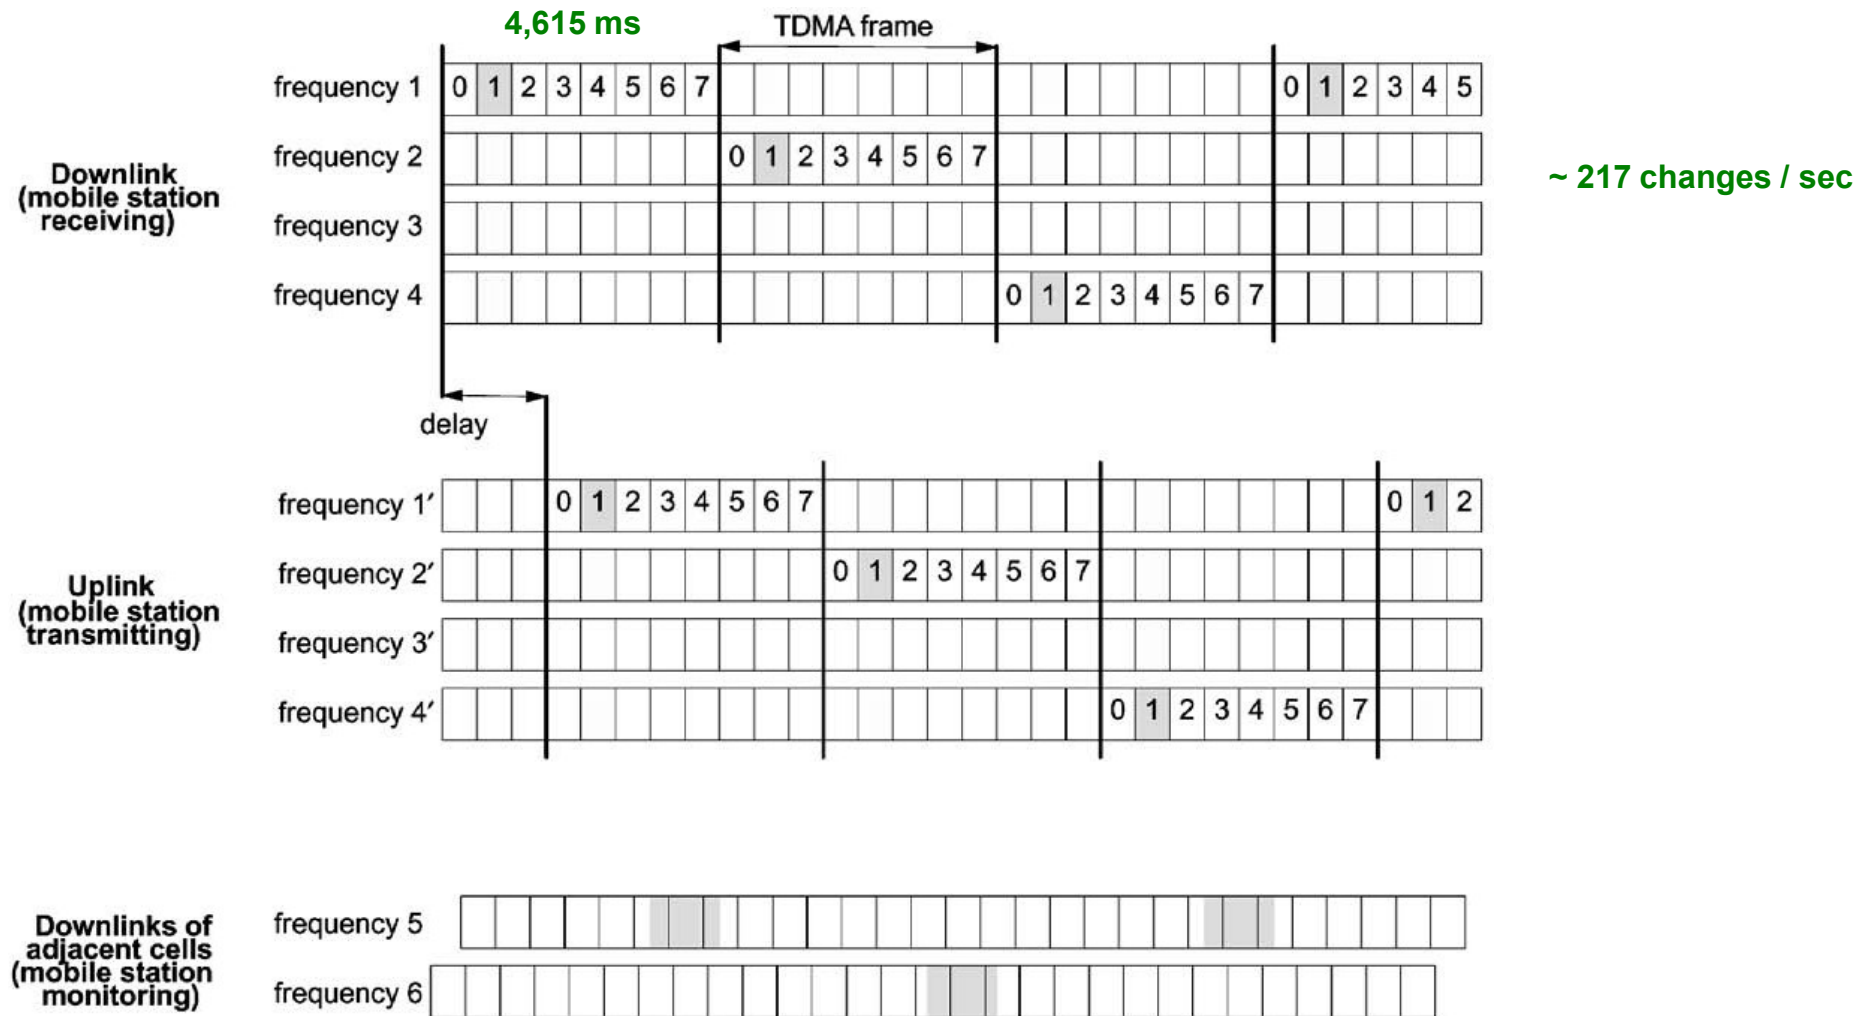 4,615 ms
TDMA frame
frequency 1 0 1 2 3 4 5 6 7 0 1 2 3 4 5
frequency 2 0 1 2 3 4 5 6 7
Downlink
(mobile station
receiving)
~ 217 changes / sec
frequency 3
frequency 4 0 1 2 3 4 5 6 7
delay
frequency 1′ 0 1 2 3 4 5 6 7 0 1 2
frequency 2′ 0 1 2 3 4 5 6 7
Uplink
(mobile station
transmitting)
frequency 3′
frequency 4′ 0 1 2 3 4 5 6 7
Downlinks of
adjacent cells
(mobile station
monitoring)
frequency 5
frequency 6